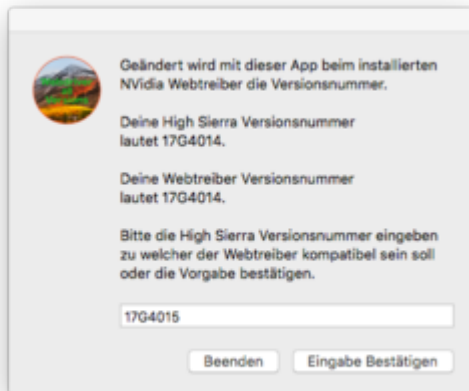 Geändert wird mit dieser App beim installierten
NVidia Webtreiber die Versionsnummer.
Deine High Sierra Versionsnummer
lautet 17G4014.
Deine Webtreiber Versionsnummer
lautet 17G4014.
Bitte die High Sierra Versionsnummer eingeben
zu welcher der Webtreiber kompatibel sein soll
oder die Vorgabe bestätigen.
17G4015
Beenden
Eingabe Bestätigen